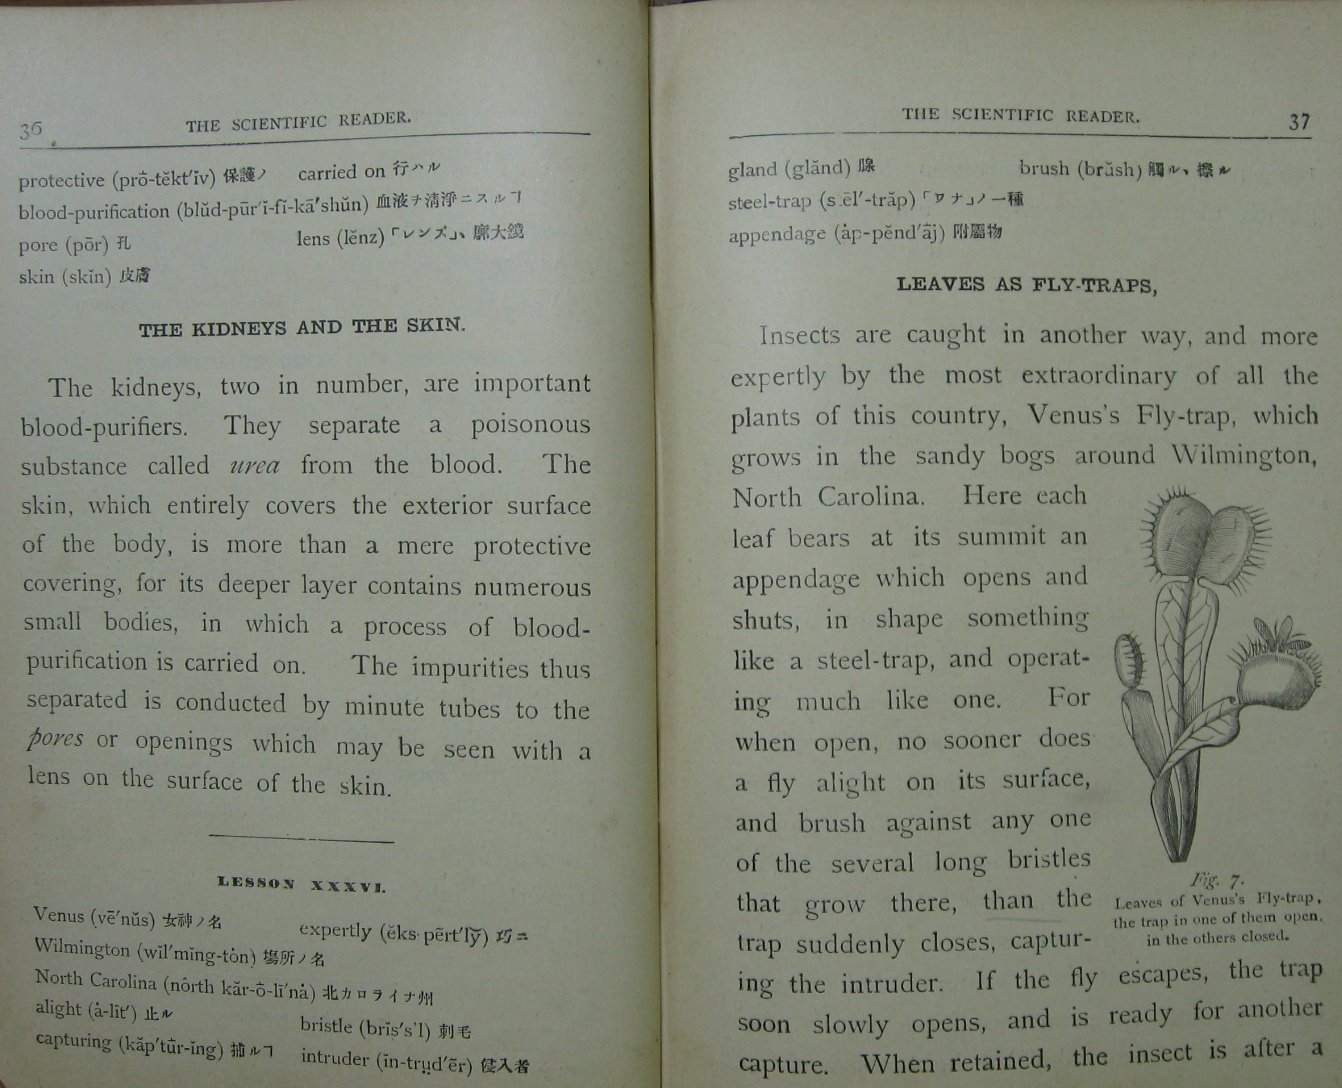 36
THE SCIENTIFIC READER.
protective (prō-tĕkt′ĭv) 保護ノ carried on 行ハル
blood-purification (blŭd-pūr′ĭ-fĭ-kā′shŭn) 血液ヲ清淨ニスルヿ
pore (pōr) 孔 lens (lĕnz)「レンズ」、廓大鏡
skin (skĭn) 皮膚
THE KIDNEYS AND THE SKIN.
The kidneys, two in number, are important
blood-purifiers. They separate a poisonous
substance called urea from the blood. The
skin, which entirely covers the exterior surface
of the body, is more than a mere protective
covering, for its deeper layer contains numerous
small bodies, in which a process of blood-
purification is carried on. The impurities thus
separated is conducted by minute tubes to the
pores or openings which may be seen with a
lens on the surface of the skin.
LESSON XXXVI.
Venus (vē′nŭs) 女神ノ名 expertly (ĕks-pērt′lў) 巧ニ
Wilmington (wĭl′mĭng-tȯn) 塲所ノ名
North Carolina (nôrth kăr-ō-lī′nȧ) 北カロライナ州
alight (ȧ-līt′) 止ル bristle (brĭs′s'l) 刺毛
capturing (kăp′tūr-ĭng) 捕ルヿ intruder (ĭn-trụd′ẽr) 侵入者
THE SCIENTIFIC READER.
37
gland (glănd) 腺 brush (brŭsh) 觸ル、擦ル
steel-trap (stēl′-trăp)「ワナ」ノ一種
appendage (ȧp-pĕnd′āj) 附屬物
LEAVES AS FLY-TRAPS,
Insects are caught in another way, and more
expertly by the most extraordinary of all the
plants of this country, Venus's Fly-trap, which
grows in the sandy bogs around Wilmington,
North Carolina. Here each
leaf bears at its summit an
appendage which opens and
shuts, in shape something
like a steel-trap, and operat-
ing much like one. For
when open, no sooner does
a fly alight on its surface,
and brush against any one
of the several long bristles
that grow there, than the
trap suddenly closes, captur-
ing the intruder. If the fly escapes, the trap
soon slowly opens, and is ready for another
capture. When retained, the insect is after a
Fig. 7.
Leaves of Venus's Fly-trap,
the trap in one of them open,
in the others closed.